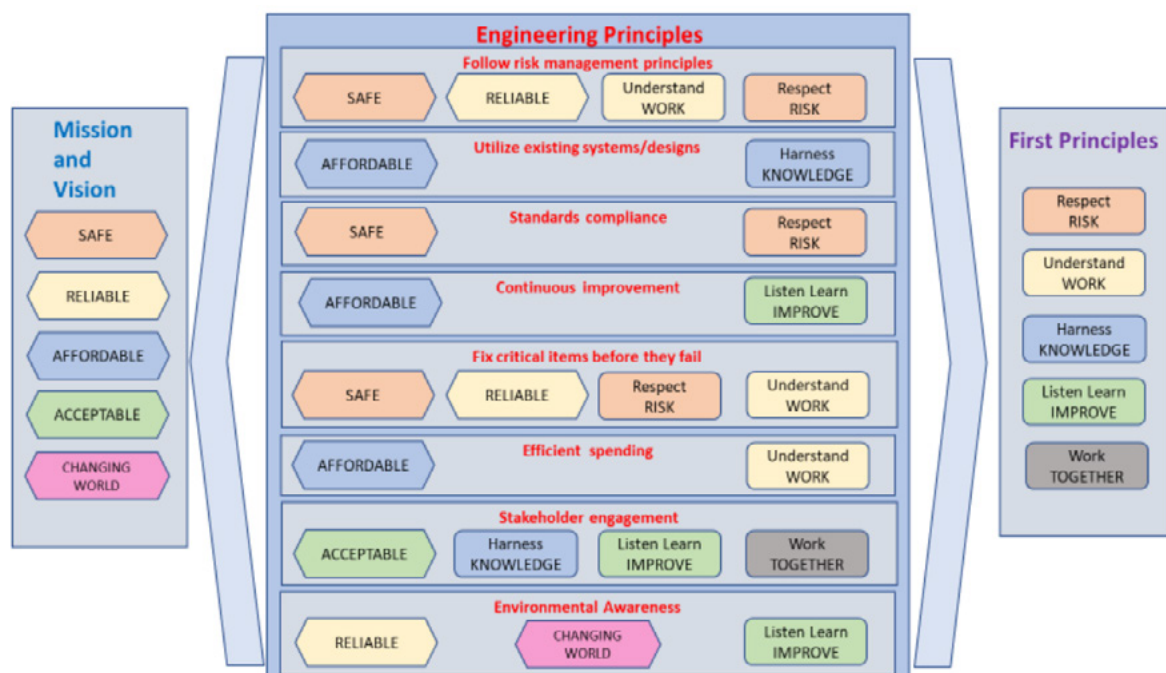 Engineering Principles
Follow risk management principles
SAFE
RELIABLE
Understand
WORK
Respect
RISK
Utilize existing systems/designs
AFFORDABLE
Harness
KNOWLEDGE
Standards compliance
SAFE
Respect
RISK
Continuous improvement
AFFORDABLE
Listen Learn
IMPROVE
Fix critical items before they fail
SAFE
RELIABLE
Respect
RISK
Understand
WORK
Efficient spending
AFFORDABLE
Understand
WORK
Stakeholder engagement
ACCEPTABLE
Harness
KNOWLEDGE
Listen Learn
IMPROVE
Work
TOGETHER
Environmental Awareness
RELIABLE
CHANGING
WORLD
Listen Learn
IMPROVE
Mission
and
Vision
SAFE
RELIABLE
AFFORDABLE
ACCEPTABLE
CHANGING
WORLD
First Principles
Respect
RISK
Understand
WORK
Harness
KNOWLEDGE
Listen Learn
IMPROVE
Work
TOGETHER